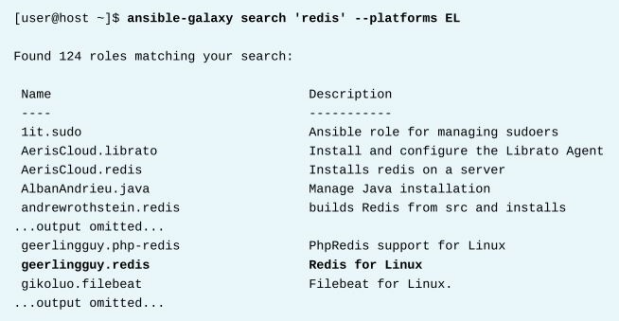 [user@host ~]$ ansible-galaxy search 'redis' --platforms EL
Found 124 roles matching your search:
Name Description
---- -----------
1it.sudo Ansible role for managing sudoers
AerisCloud.librato Install and configure the Librato Agent
AerisCloud.redis Installs redis on a server
AlbanAndrieu.java Manage Java installation
andrewrothstein.redis builds Redis from src and installs
...output omitted...
geerlingguy.php-redis PhpRedis support for Linux
geerlingguy.redis Redis for Linux
gikoluo.filebeat Filebeat for Linux.
...output omitted...